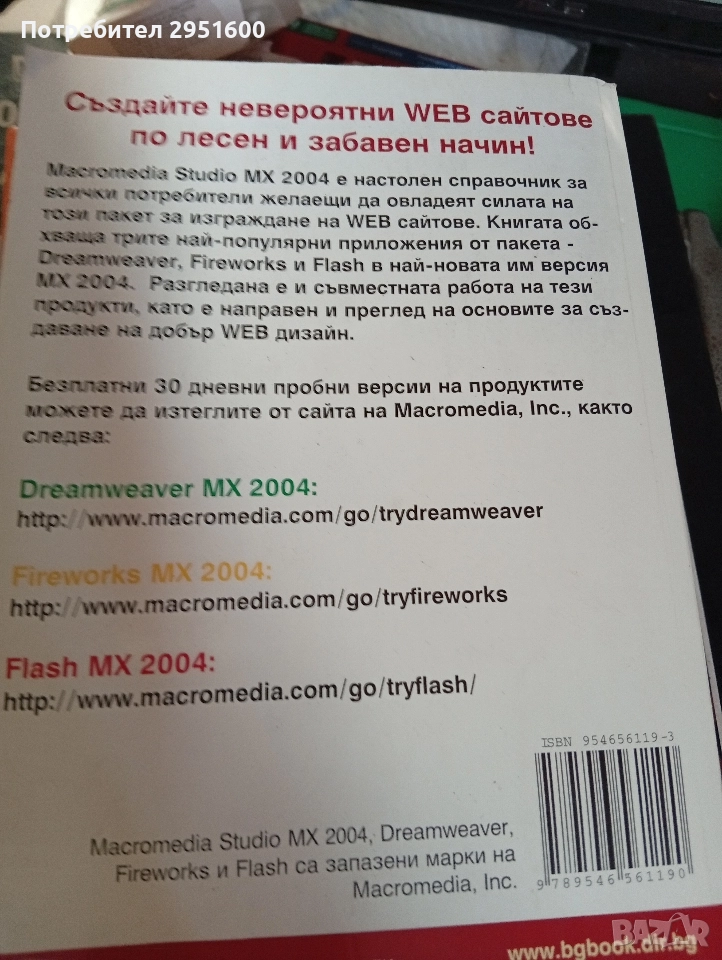 Потребител 2951600
Създайте невероятни WEB сайтове
по лесен и забавен начин!
Macromedia Studio MX 2004 е настолен справочник за
всички потребители желаещи да овладеят силата на
този пакет за изграждане на WEB сайтове. Книгата об-
хваща трите най-популярни приложения от пакета -
Dreamweaver, Fireworks и Flash в най-новата им версия
MX 2004. Разгледана е и съвместната работа на тези
продукти, като е направен и преглед на основите за съз-
даване на добър WEB дизайн.
Безплатни 30 дневни пробни версии на продуктите
можете да изтеглите от сайта на Macromedia, Inc., както
следва:
Dreamweaver MX 2004:
http://www.macromedia.com/go/trydreamweaver
Fireworks MX 2004:
http://www.macromedia.com/go/tryfireworks
Flash MX 2004:
http://www.macromedia.com/go/tryflash/
ISBN 954656119-3
9 789546 561190
Macromedia Studio MX 2004, Dreamweaver,
Fireworks и Flash са запазени марки на
Macromedia, Inc.
www.bgbook.dir.bg
BAZAR